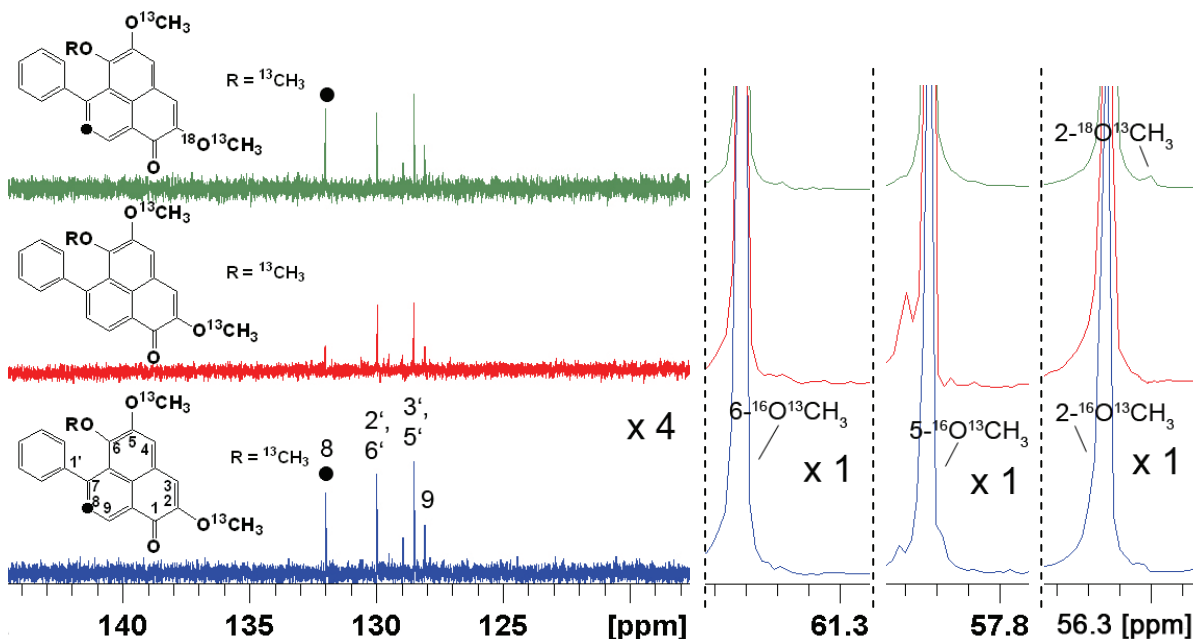 O¹³CH₃
RO
R = ¹³CH₃
●
¹⁸O¹³CH₃
O
2-¹⁸O¹³CH₃
O¹³CH₃
RO
R = ¹³CH₃
O¹³CH₃
O
O¹³CH₃
RO
R = ¹³CH₃
6 5 4
1'
7
8 9 1 2 3
O¹³CH₃
O
8
●
2‘,
6‘
3‘,
5‘
9
x 4
6-¹⁶O¹³CH₃
x 1
5-¹⁶O¹³CH₃
x 1
2-¹⁶O¹³CH₃
x 1
140 135 130 125 [ppm] 61.3 57.8 56.3 [ppm]